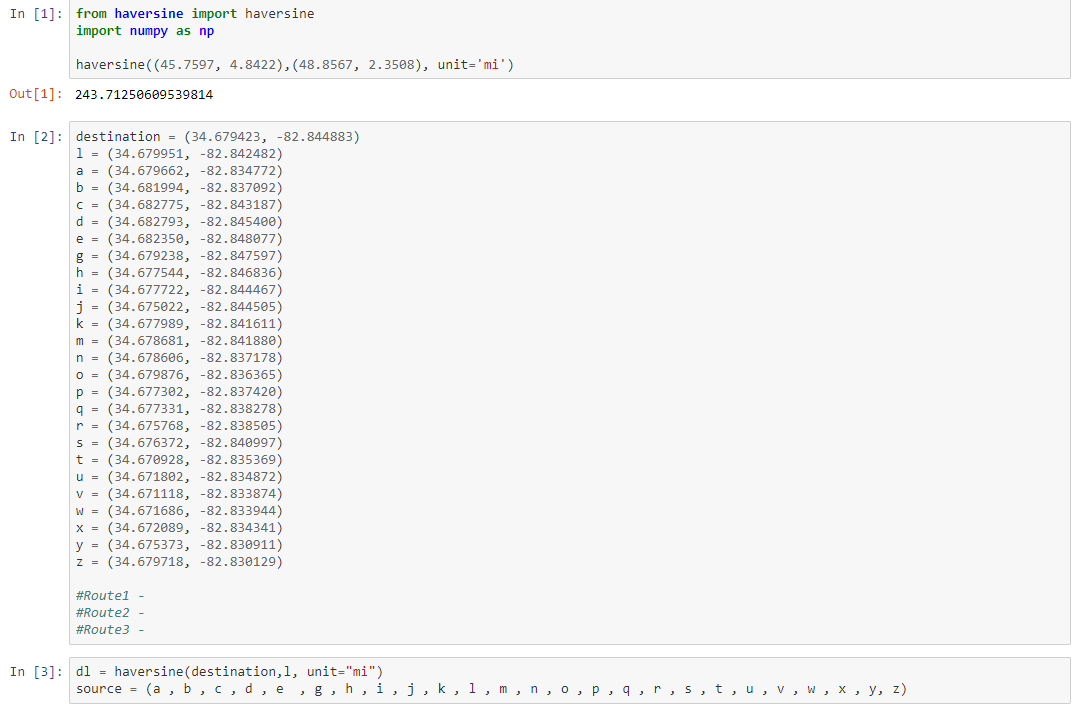 In [1]: from haversine import haversine
import numpy as np
haversine((45.7597, 4.8422),(48.8567, 2.3508), unit='mi')
Out[1]: 243.71250609539814
In [2]: destination = (34.679423, -82.844883)
l = (34.679951, -82.842482)
a = (34.679662, -82.834772)
b = (34.681994, -82.837092)
c = (34.682775, -82.843187)
d = (34.682793, -82.845400)
e = (34.682350, -82.848077)
g = (34.679238, -82.847597)
h = (34.677544, -82.846836)
i = (34.677722, -82.844467)
j = (34.675022, -82.844505)
k = (34.677989, -82.841611)
m = (34.678681, -82.841880)
n = (34.678606, -82.837178)
o = (34.679876, -82.836365)
p = (34.677302, -82.837420)
q = (34.677331, -82.838278)
r = (34.675768, -82.838505)
s = (34.676372, -82.840997)
t = (34.670928, -82.835369)
u = (34.671802, -82.834872)
v = (34.671118, -82.833874)
w = (34.671686, -82.833944)
x = (34.672089, -82.834341)
y = (34.675373, -82.830911)
z = (34.679718, -82.830129)
#Route1 -
#Route2 -
#Route3 -
In [3]: dl = haversine(destination,l, unit="mi")
source = (a , b , c , d , e  , g , h , i , j , k , l , m , n , o , p , q , r , s , t , u , v , w , x , y, z)